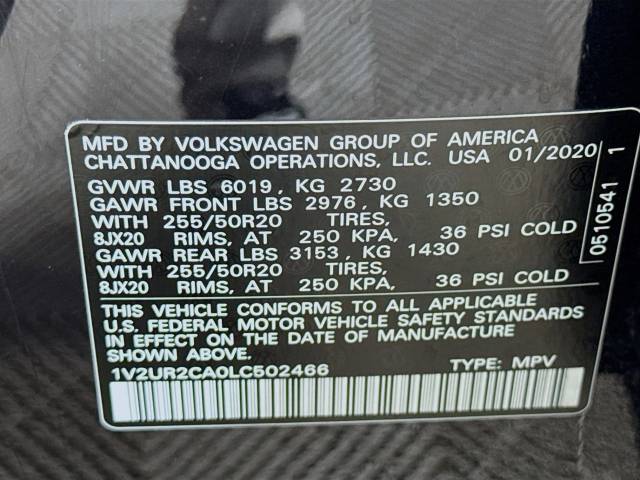 MFD BY VOLKSWAGEN GROUP OF AMERICA
CHATTANOOGA OPERATIONS, LLC. USA 01/2020
GVWR LBS 6019, KG 2730
GAWR FRONT LBS 2976, KG 1350
WITH 255/50R20 TIRES,
8JX20 RIMS, AT 250 KPA, 36 PSI COLD
GAWR REAR LBS 3153, KG 1430
WITH 255/50R20 TIRES,
8JX20 RIMS, AT 250 KPA, 36 PSI COLD
THIS VEHICLE CONFORMS TO ALL APPLICABLE
U.S. FEDERAL MOTOR VEHICLE SAFETY STANDARDS
IN EFFECT ON THE DATE OF MANUFACTURE
SHOWN ABOVE.
1V2UR2CA0LC502466 TYPE: MPV
0510541 1